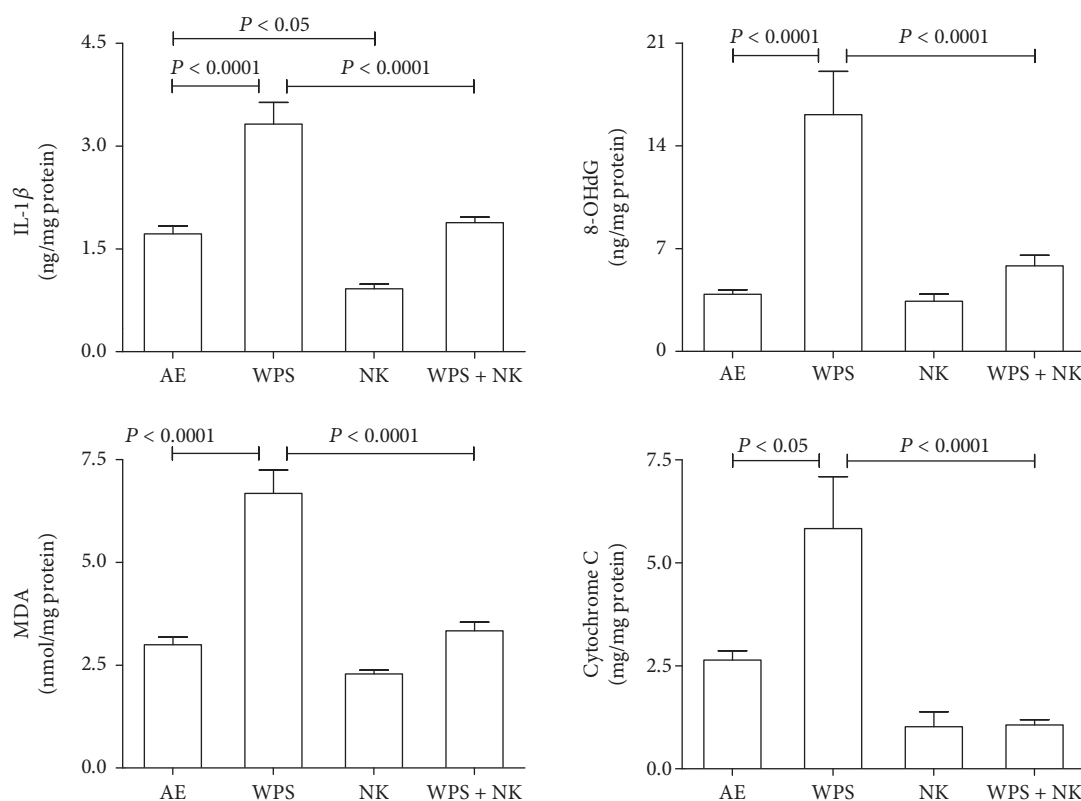 P < 0.05
P < 0.0001
P < 0.0001
4.5
3.0
1.5
0.0
IL-1β
(ng/mg protein)
AE WPS NK WPS + NK
P < 0.0001
P < 0.0001
21
14
7
0
8-OHdG
(ng/mg protein)
AE WPS NK WPS + NK
P < 0.0001
P < 0.0001
7.5
5.0
2.5
0.0
MDA
(nmol/mg protein)
AE WPS NK WPS + NK
P < 0.05
P < 0.0001
7.5
5.0
2.5
0.0
Cytochrome C
(mg/mg protein)
AE WPS NK WPS + NK